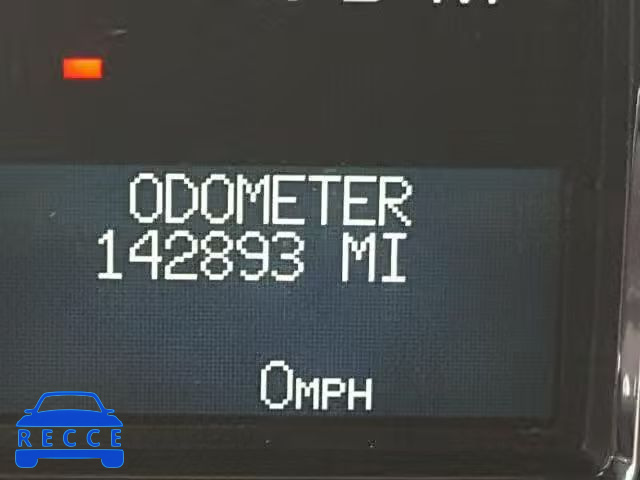 ODOMETER
142893 MI
0MPH
RECCE